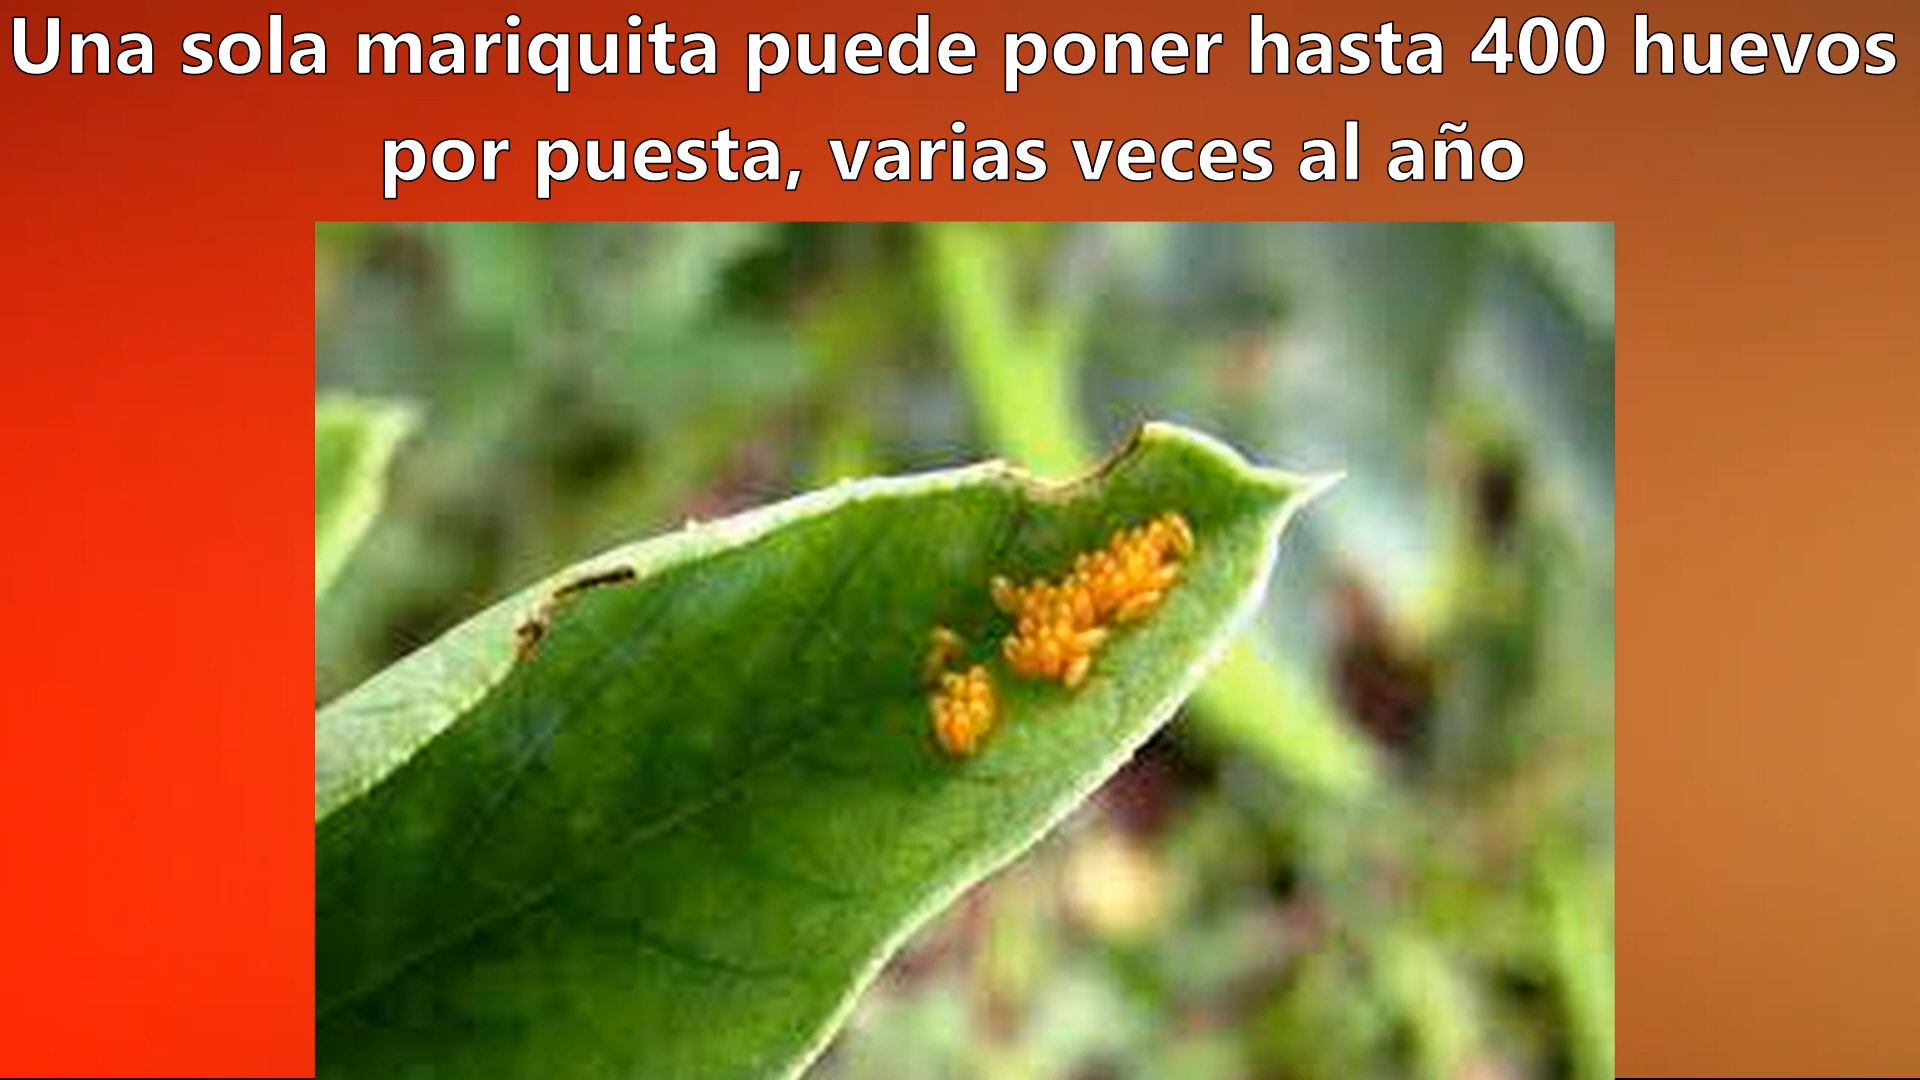 Una sola mariquita puede poner hasta 400 huevos
por puesta, varias veces al año